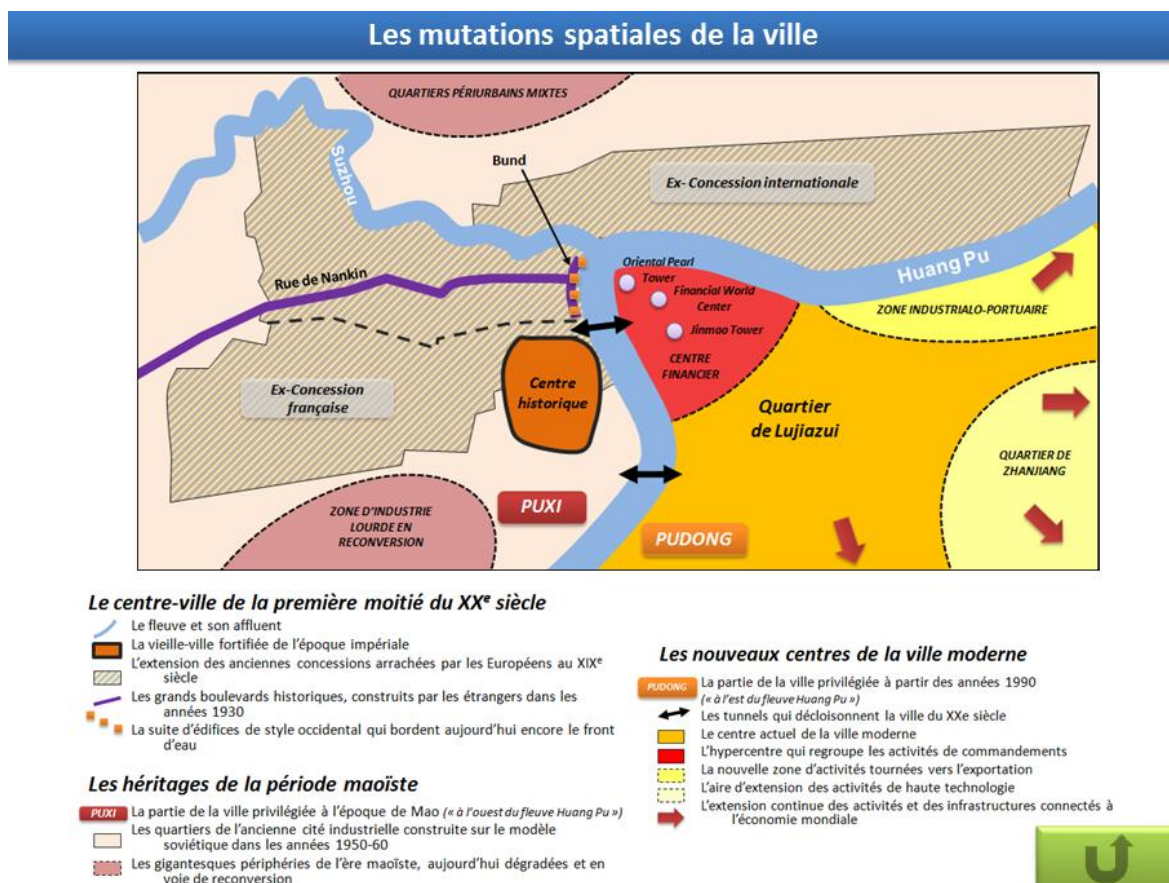 Les mutations spatiales de la ville
QUARTIERS PÉRIURBAINS MIXTES
Suzhou
Bund
Ex- Concession internationale
Rue de Nankin
Huang Pu
Oriental Pearl
Tower
Financial World
Center
Jinmao Tower
CENTRE
FINANCIER
ZONE INDUSTRIALO-PORTUAIRE
Ex-Concession
française
Centre
historique
Quartier
de Lujiazui
QUARTIER DE
ZHANJIANG
ZONE D'INDUSTRIE
LOURDE EN
RECONVERSION
PUXI
PUDONG
Le centre-ville de la première moitié du XXe siècle
Le fleuve et son affluent
La vieille-ville fortifiée de l'époque impériale
L'extension des anciennes concessions arrachées par les Européens au XIXe
siècle
Les grands boulevards historiques, construits par les étrangers dans les
années 1930
La suite d'édifices de style occidental qui bordent aujourd'hui encore le front
d'eau
Les héritages de la période maoïste
PUXI La partie de la ville privilégiée à l'époque de Mao (« à l'ouest du fleuve Huang Pu »)
Les quartiers de l'ancienne cité industrielle construite sur le modèle
soviétique dans les années 1950-60
Les gigantesques périphéries de l'ère maoïste, aujourd'hui dégradées et en
voie de reconversion
Les nouveaux centres de la ville moderne
PUDONG La partie de la ville privilégiée à partir des années 1990
(« à l'est du fleuve Huang Pu »)
Les tunnels qui décloisonnent la ville du XXe siècle
Le centre actuel de la ville moderne
L'hypercentre qui regroupe les activités de commandements
La nouvelle zone d'activités tournées vers l'exportation
L'aire d'extension des activités de haute technologie
L'extension continue des activités et des infrastructures connectés à
l'économie mondiale